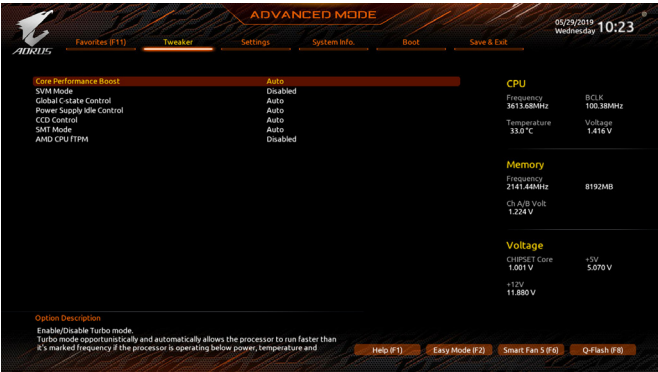 ADVANCED MODE
05/29/2019
Wednesday
10:23
AORUS
Favorites (F11) Tweaker Settings System Info. Boot Save & Exit
Core Performance Boost Auto
SVM Mode Disabled
Global C-state Control Auto
Power Supply Idle Control Auto
CCD Control Auto
SMT Mode Auto
AMD CPU fTPM Disabled
CPU
Frequency BCLK
3613.68MHz 100.38MHz
Temperature Voltage
33.0°C 1.416 V
Memory
Frequency
2141.44MHz 8192MB
Ch A/B Volt
1.224 V
Voltage
CHIPSET Core +5V
1.001 V 5.070 V
+12V
11.880 V
Option Description
Enable/Disable Turbo mode.
Turbo mode opportunistically and automatically allows the processor to run faster than
it's marked frequency if the processor is operating below power, temperature and
Help (F1) Easy Mode (F2) Smart Fan 5 (F6) Q-Flash (F8)